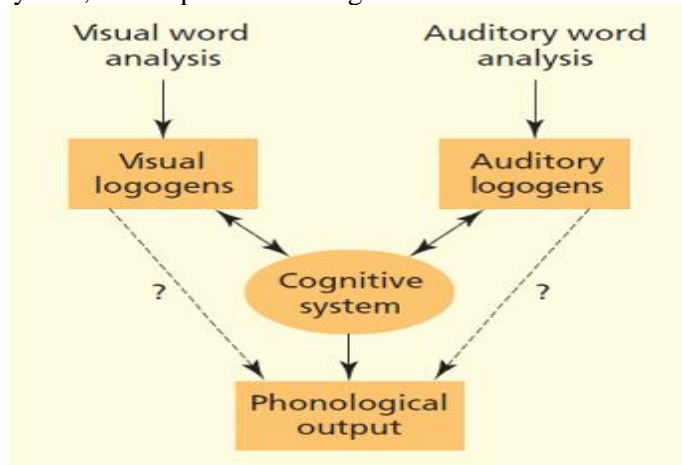 Visual word
analysis
Auditory word
analysis
Visual
logogens
Auditory
logogens
Cognitive
system
?
?
Phonological
output